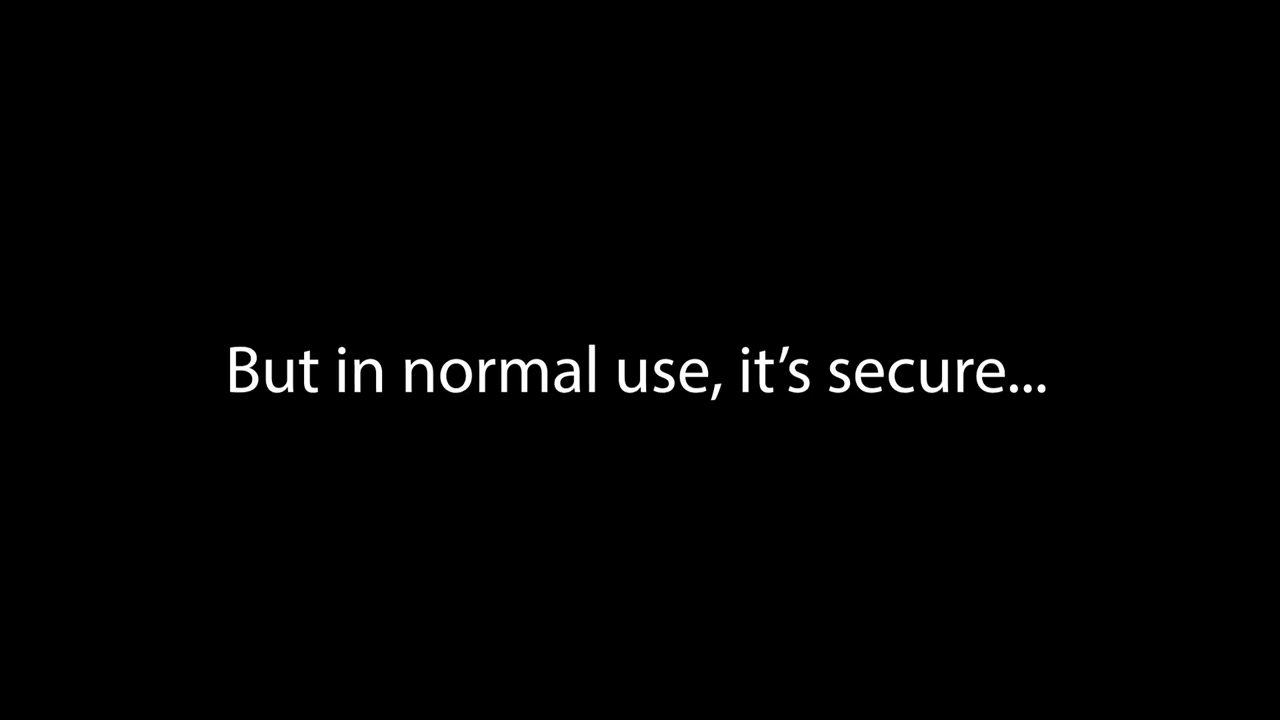 But in normal use, it’s secure...